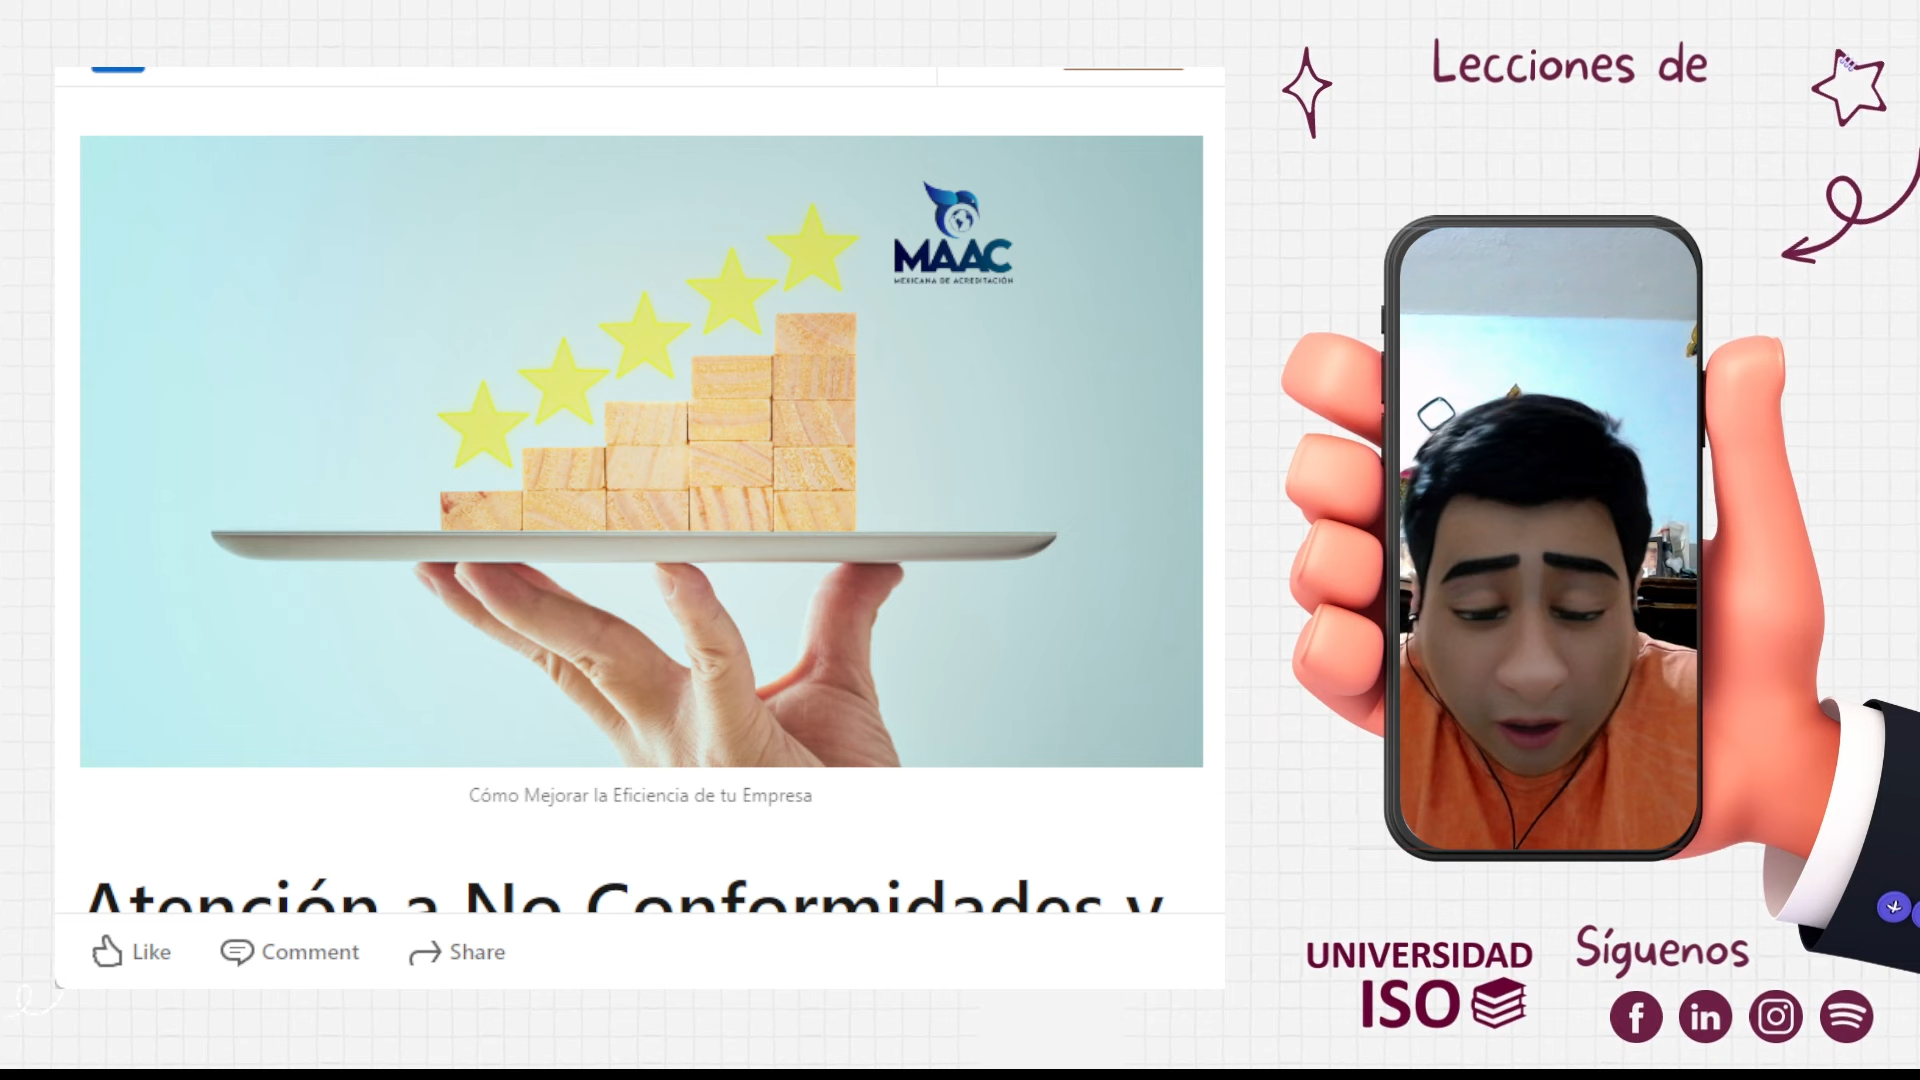 Lecciones de
MAAC
MEXICANA DE ACREDITACIÓN
Cómo Mejorar la Eficiencia de tu Empresa
Atención a No Conformidades y
Like
Comment
Share
UNIVERSIDAD
ISO
Síguenos
f
in